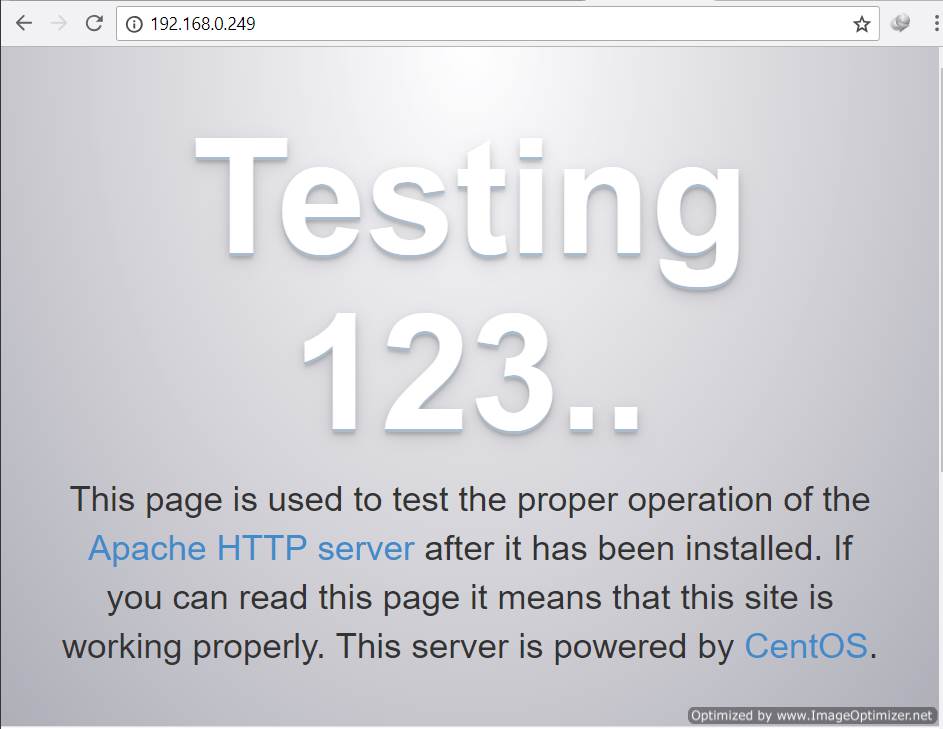 192.168.0.249
Testing
123..
This page is used to test the proper operation of the
Apache HTTP server after it has been installed. If
you can read this page it means that this site is
working properly. This server is powered by CentOS.
Optimized by www.ImageOptimizer.net